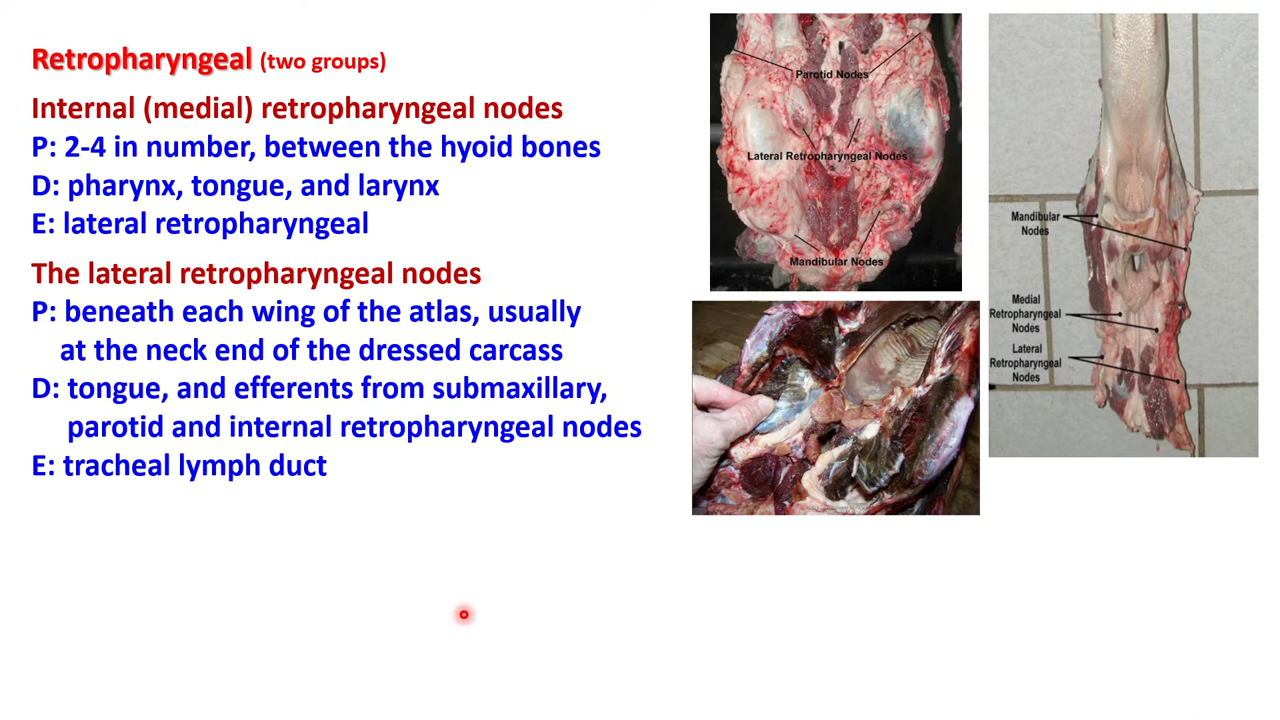 Retropharyngeal (two groups)
Internal (medial) retropharyngeal nodes
P: 2-4 in number, between the hyoid bones
D: pharynx, tongue, and larynx
E: lateral retropharyngeal
The lateral retropharyngeal nodes
P: beneath each wing of the atlas, usually
at the neck end of the dressed carcass
D: tongue, and efferents from submaxillary,
parotid and internal retropharyngeal nodes
E: tracheal lymph duct
Parotid Nodes
Lateral Retropharyngeal Nodes
Mandibular Nodes
Mandibular
Nodes
Medial
Retropharyngeal
Nodes
Lateral
Retropharyngeal
Nodes